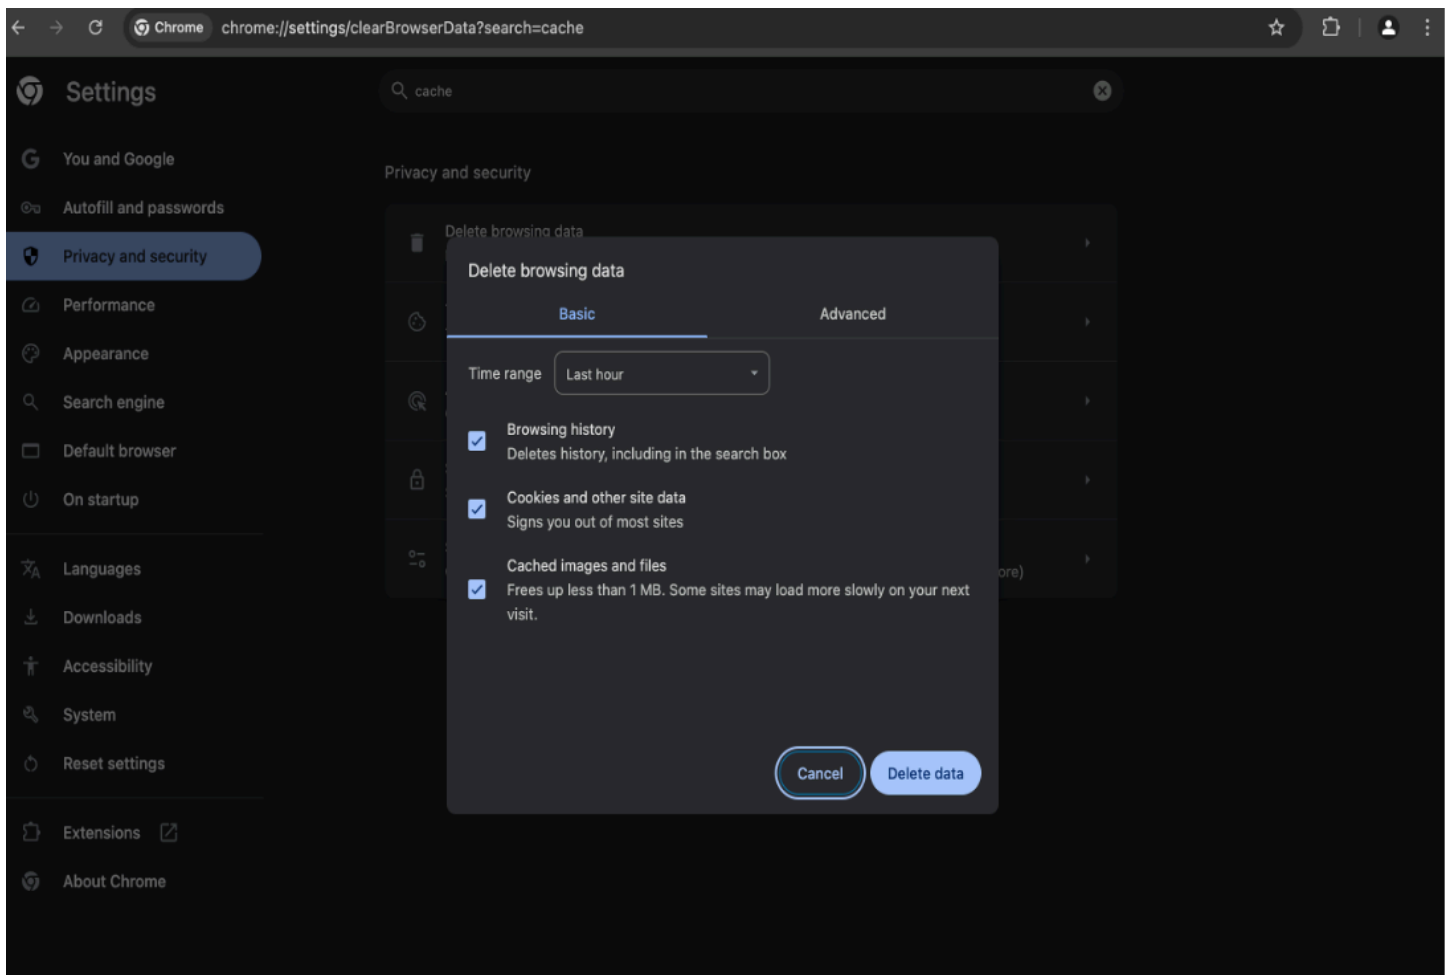 Chrome chrome://settings/clearBrowserData?search=cache
Settings
cache
You and Google
Autofill and passwords
Privacy and security
Performance
Appearance
Search engine
Default browser
On startup
Languages
Downloads
Accessibility
System
Reset settings
Extensions
About Chrome
Privacy and security
Delete browsing data
ore)
Delete browsing data
Basic Advanced
Time range Last hour
Browsing history
Deletes history, including in the search box
Cookies and other site data
Signs you out of most sites
Cached images and files
Frees up less than 1 MB. Some sites may load more slowly on your next
visit.
Cancel Delete data